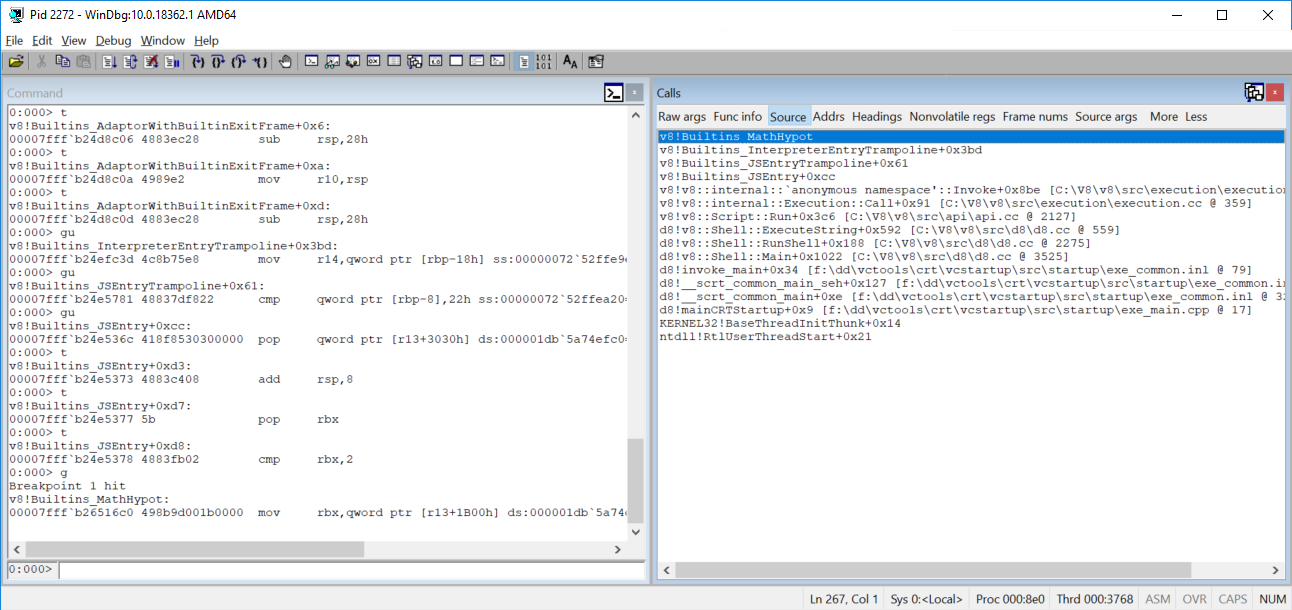 Pid 2272 - WinDbg:10.0.18362.1 AMD64
File Edit View Debug Window Help
Command
0:000> t
v8!Builtins_AdaptorWithBuiltinExitFrame+0x6:
00007fff`b24d8c06 4883ec28 sub rsp,28h
0:000> t
v8!Builtins_AdaptorWithBuiltinExitFrame+0xa:
00007fff`b24d8c0a 4989e2 mov r10,rsp
0:000> t
v8!Builtins_AdaptorWithBuiltinExitFrame+0xd:
00007fff`b24d8c0d 4883ec28 sub rsp,28h
0:000> gu
v8!Builtins_InterpreterEntryTrampoline+0x3bd:
00007fff`b24efc3d 4c8b75e8 mov r14,qword ptr [rbp-18h] ss:00000072`52ffe9
0:000> gu
v8!Builtins_JSEntryTrampoline+0x61:
00007fff`b24e5781 48837df822 cmp qword ptr [rbp-8],22h ss:00000072`52ffea20=
0:000> gu
v8!Builtins_JSEntry+0xcc:
00007fff`b24e536c 418f8530300000 pop qword ptr [r13+3030h] ds:000001db`5a74efc0=
0:000> t
v8!Builtins_JSEntry+0xd3:
00007fff`b24e5373 4883c408 add rsp,8
0:000> t
v8!Builtins_JSEntry+0xd7:
00007fff`b24e5377 5b pop rbx
0:000> t
v8!Builtins_JSEntry+0xd8:
00007fff`b24e5378 4883fb02 cmp rbx,2
0:000> g
Breakpoint 1 hit
v8!Builtins_MathHypot:
00007fff`b26516c0 498b9d001b0000 mov rbx,qword ptr [r13+1B00h] ds:000001db`5a74
0:000>
Calls
Raw args Func info Source Addrs Headings Nonvolatile regs Frame nums Source args More Less
v8!Builtins_MathHypot
v8!Builtins_InterpreterEntryTrampoline+0x3bd
v8!Builtins_JSEntryTrampoline+0x61
v8!Builtins_JSEntry+0xcc
v8!v8::internal::`anonymous namespace'::Invoke+0x8be [C:\V8\v8\src\execution\execution
v8!v8::internal::Execution::Call+0x91 [C:\V8\v8\src\execution\execution.cc @ 359]
v8!v8::Script::Run+0x3c6 [C:\V8\v8\src\api\api.cc @ 2127]
d8!v8::Shell::ExecuteString+0x592 [C:\V8\v8\src\d8\d8.cc @ 559]
d8!v8::Shell::RunShell+0x188 [C:\V8\v8\src\d8\d8.cc @ 2275]
d8!v8::Shell::Main+0x1022 [C:\V8\v8\src\d8\d8.cc @ 3525]
d8!invoke_main+0x34 [f:\dd\vctools\crt\vcstartup\src\startup\exe_common.inl @ 79]
d8!__scrt_common_main_seh+0x127 [f:\dd\vctools\crt\vcstartup\src\startup\exe_common.in
d8!__scrt_common_main+0xe [f:\dd\vctools\crt\vcstartup\src\startup\exe_common.inl @ 3
d8!mainCRTStartup+0x9 [f:\dd\vctools\crt\vcstartup\src\startup\exe_main.cpp @ 17]
KERNEL32!BaseThreadInitThunk+0x14
ntdll!RtlUserThreadStart+0x21
Ln 267, Col 1 Sys 0:<Local> Proc 000:8e0 Thrd 000:3768 ASM OVR CAPS NUM